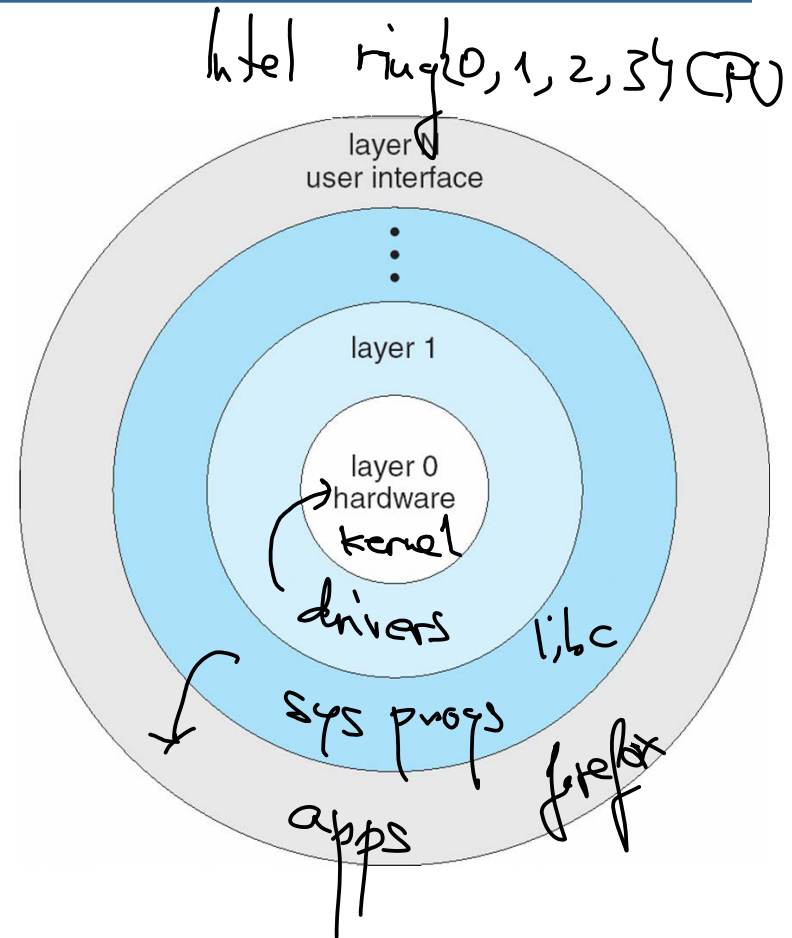 Intel ring{0, 1, 2, 3} CPU
layer N
user interface
layer 1
layer 0
hardware
kernel
drivers
libc
sys progs
firefox
apps